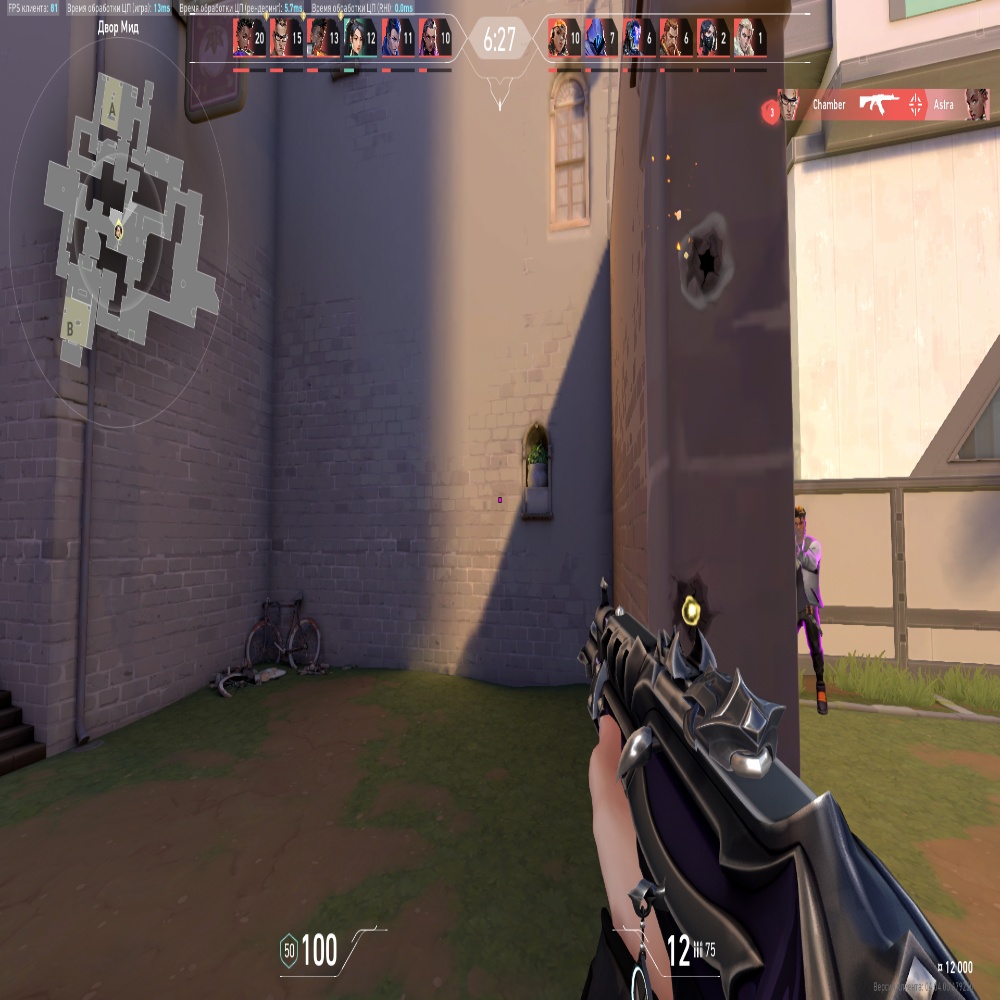 FPS клиента: 81 Время обработки ЦП (игра): 13ms Время обработки ЦП (рендеринг): 5.7ms Время обработки ЦП (RHI): 0.0ms
Двор Мид
20 15 13 12 11 10 6:27 10 7 6 6 2 1
3 Chamber Astra
A
B
50 100
12 75
12 000